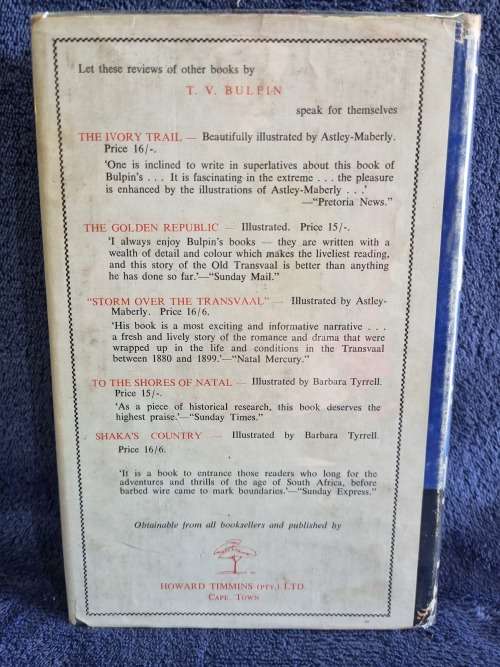 Let these reviews of other books by
T. V. BULPIN
speak for themselves
THE IVORY TRAIL — Beautifully illustrated by Astley-Maberly.
Price 16/-.
'One is inclined to write in superlatives about this book of
Bulpin's . . . It is fascinating in the extreme . . . the pleasure
is enhanced by the illustrations of Astley-Maberly . . .'
—"Pretoria News."
THE GOLDEN REPUBLIC — Illustrated. Price 15/-.
'I always enjoy Bulpin's books — they are written with a
wealth of detail and colour which makes the liveliest reading,
and this story of the Old Transvaal is better than anything
he has done so far.'—"Sunday Mail."
"STORM OVER THE TRANSVAAL" — Illustrated by Astley-
Maberly. Price 16/6.
'His book is a most exciting and informative narrative . . .
a fresh and lively story of the romance and drama that were
wrapped up in the life and conditions in the Transvaal
between 1880 and 1899.'—"Natal Mercury."
TO THE SHORES OF NATAL — Illustrated by Barbara Tyrrell.
Price 15/-.
'As a piece of historical research, this book deserves the
highest praise.'—"Sunday Times."
SHAKA'S COUNTRY — Illustrated by Barbara Tyrrell.
Price 16/6.
'It is a book to entrance those readers who long for the
adventures and thrills of the age of South Africa, before
barbed wire came to mark boundaries.'—"Sunday Express."
Obtainable from all booksellers and published by
HOWARD TIMMINS (PTY.) LTD.
CAPE TOWN